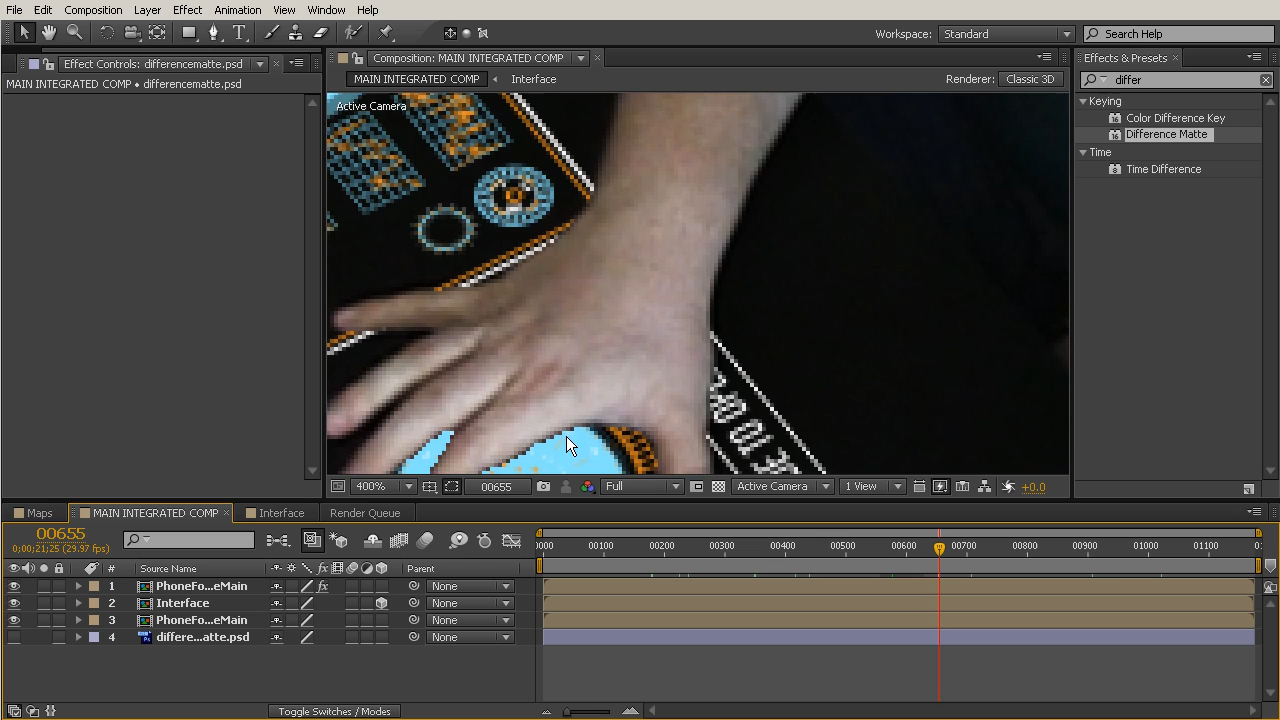 File Edit Composition Layer Effect Animation View Window Help
Workspace: Standard Search Help
Effect Controls: differencematte.psd
Composition: MAIN INTEGRATED COMP
Effects & Presets
MAIN INTEGRATED COMP • differencematte.psd
MAIN INTEGRATED COMP Interface
Renderer: Classic 3D
differ
Active Camera
Keying
Color Difference Key
Difference Matte
Time
Time Difference
400% 00655 Full Active Camera 1 View +0.0
Maps MAIN INTEGRATED COMP Interface Render Queue
00655
0;00;21;25 (29.97 fps)
0000 00100 00200 00300 00400 00500 00600 00700 00800 00900 01000 01100
# Source Name fx Parent
1 PhoneFo...eMain fx None
2 Interface None
3 PhoneFo...eMain None
4 differe...atte.psd None
Toggle Switches / Modes